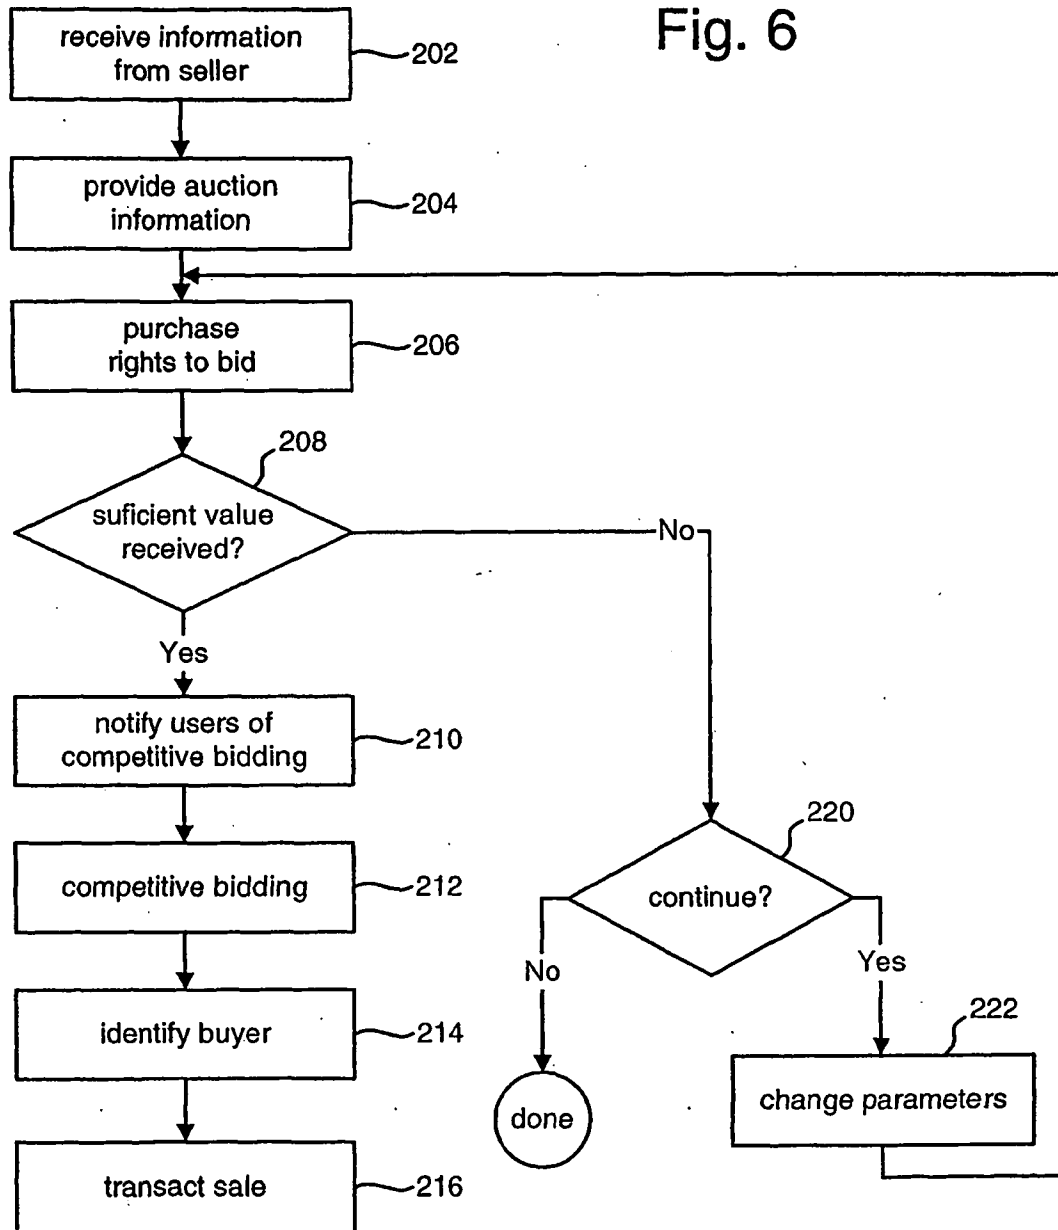 Fig. 6
receive information
from seller
202
provide auction
information
204
purchase
rights to bid
206
208
suficient value
received?
No
Yes
notify users of
competitive bidding
210
220
continue?
competitive bidding
212
No
Yes
identify buyer
214
222
change parameters
done
transact sale
216